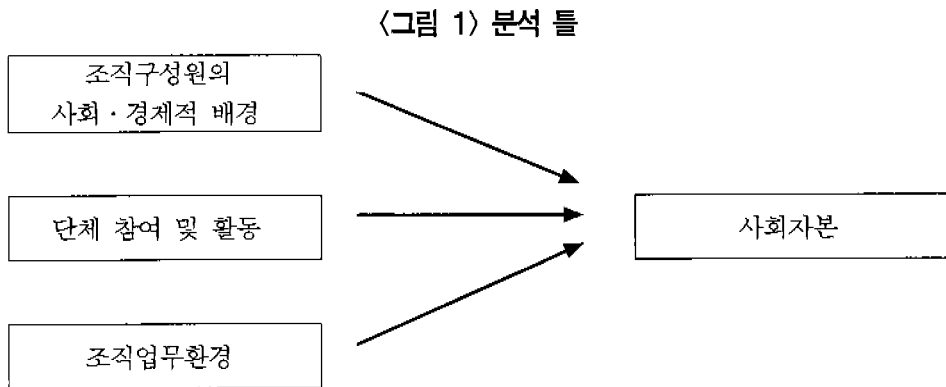 〈그림 1〉 분석 틀
조직구성원의
사회·경제적 배경
단체 참여 및 활동
사회자본
조직업무환경